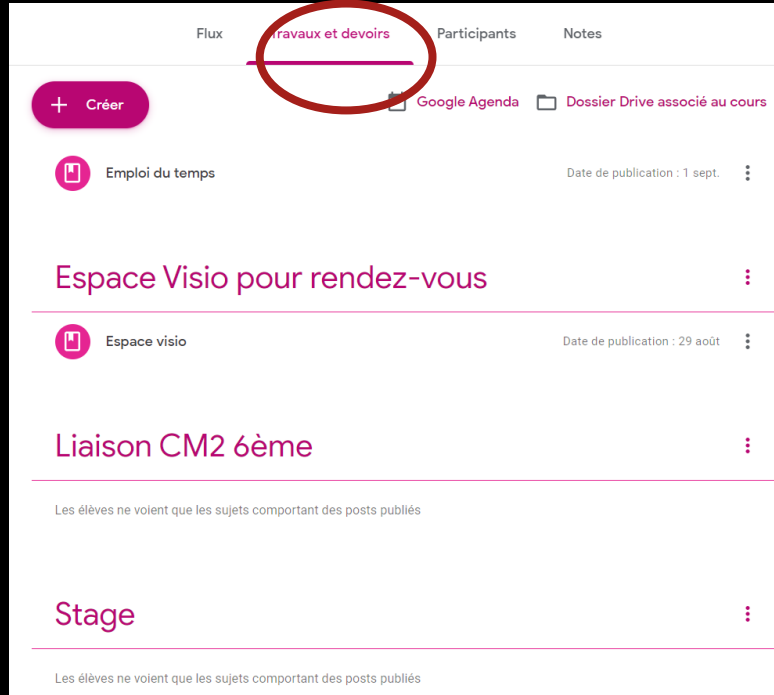 Flux Travaux et devoirs Participants Notes
+ Créer Google Agenda Dossier Drive associé au cours
Emploi du temps Date de publication : 1 sept.
Espace Visio pour rendez-vous
Espace visio Date de publication : 29 août
Liaison CM2 6ème
Les élèves ne voient que les sujets comportant des posts publiés
Stage
Les élèves ne voient que les sujets comportant des posts publiés